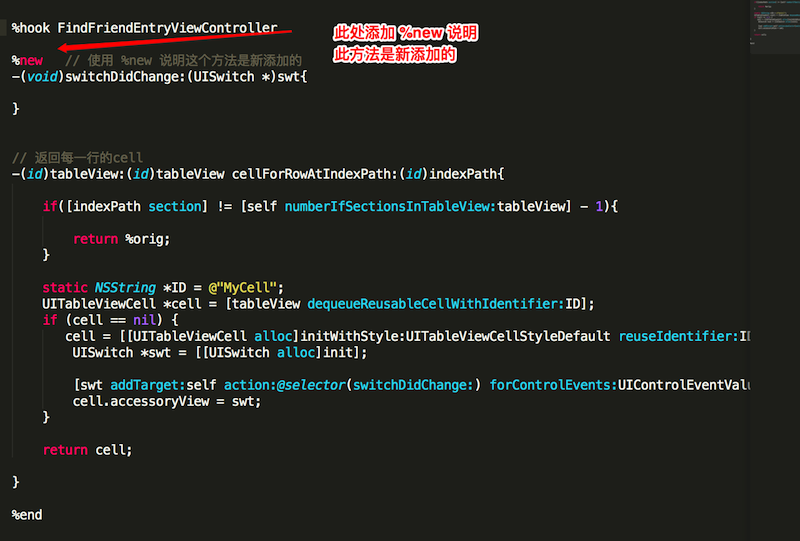 %hook FindFriendEntryViewController
此处添加 %new 说明
此方法是新添加的
%new // 使用 %new 说明这个方法是新添加的
-(void)switchDidChange:(UISwitch *)swt{
}
// 返回每一行的cell
-(id)tableView:(id)tableView cellForRowAtIndexPath:(id)indexPath{
if([indexPath section] != [self numberIfSectionsInTableView:tableView] - 1){
return %orig;
}
static NSString *ID = @"MyCell";
UITableViewCell *cell = [tableView dequeueReusableCellWithIdentifier:ID];
if (cell == nil) {
cell = [[UITableViewCell alloc]initWithStyle:UITableViewCellStyleDefault reuseIdentifier:ID
UISwitch *swt = [[UISwitch alloc]init];
[swt addTarget:self action:@selector(switchDidChange:) forControlEvents:UIControlEventValu
cell.accessoryView = swt;
}
return cell;
}
%end